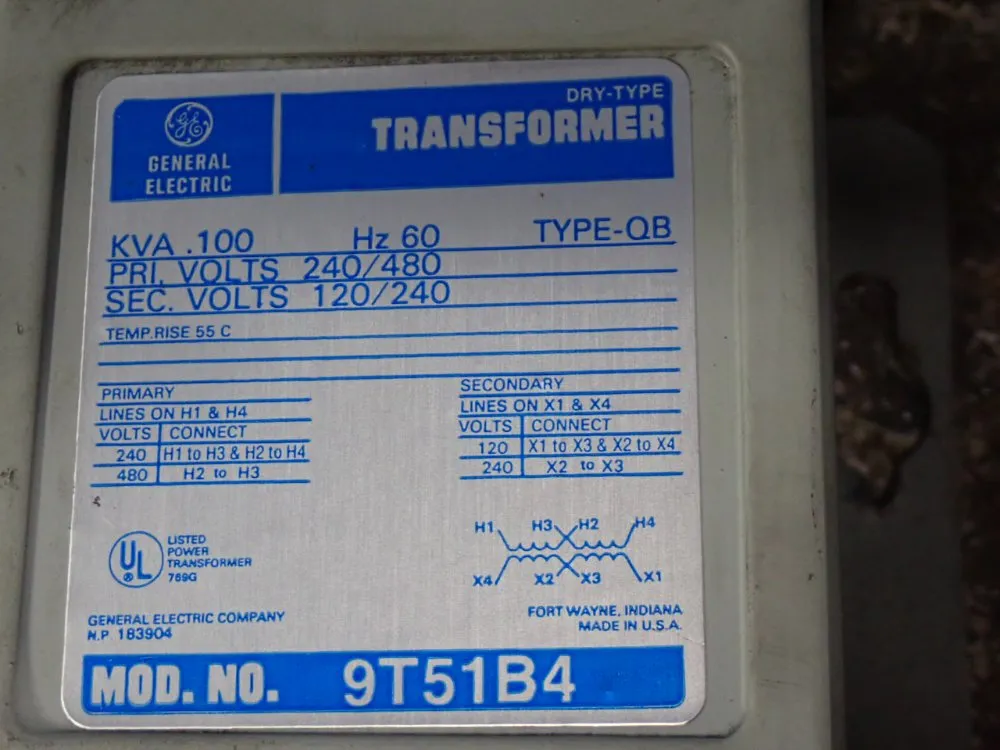 GE
GENERAL
ELECTRIC
DRY-TYPE
TRANSFORMER
KVA .100 Hz 60 TYPE-QB
PRI. VOLTS 240/480
SEC. VOLTS 120/240
TEMP.RISE 55 C
PRIMARY
LINES ON H1 & H4
VOLTS CONNECT
240 H1 to H3 & H2 to H4
480 H2 to H3
SECONDARY
LINES ON X1 & X4
VOLTS CONNECT
120 X1 to X3 & X2 to X4
240 X2 to X3
UL
®
LISTED
POWER
TRANSFORMER
769G
H1 H3 H2 H4
X4 X2 X3 X1
GENERAL ELECTRIC COMPANY
N.P 183904
FORT WAYNE, INDIANA
MADE IN U.S.A.
MOD. NO. 9T51B4